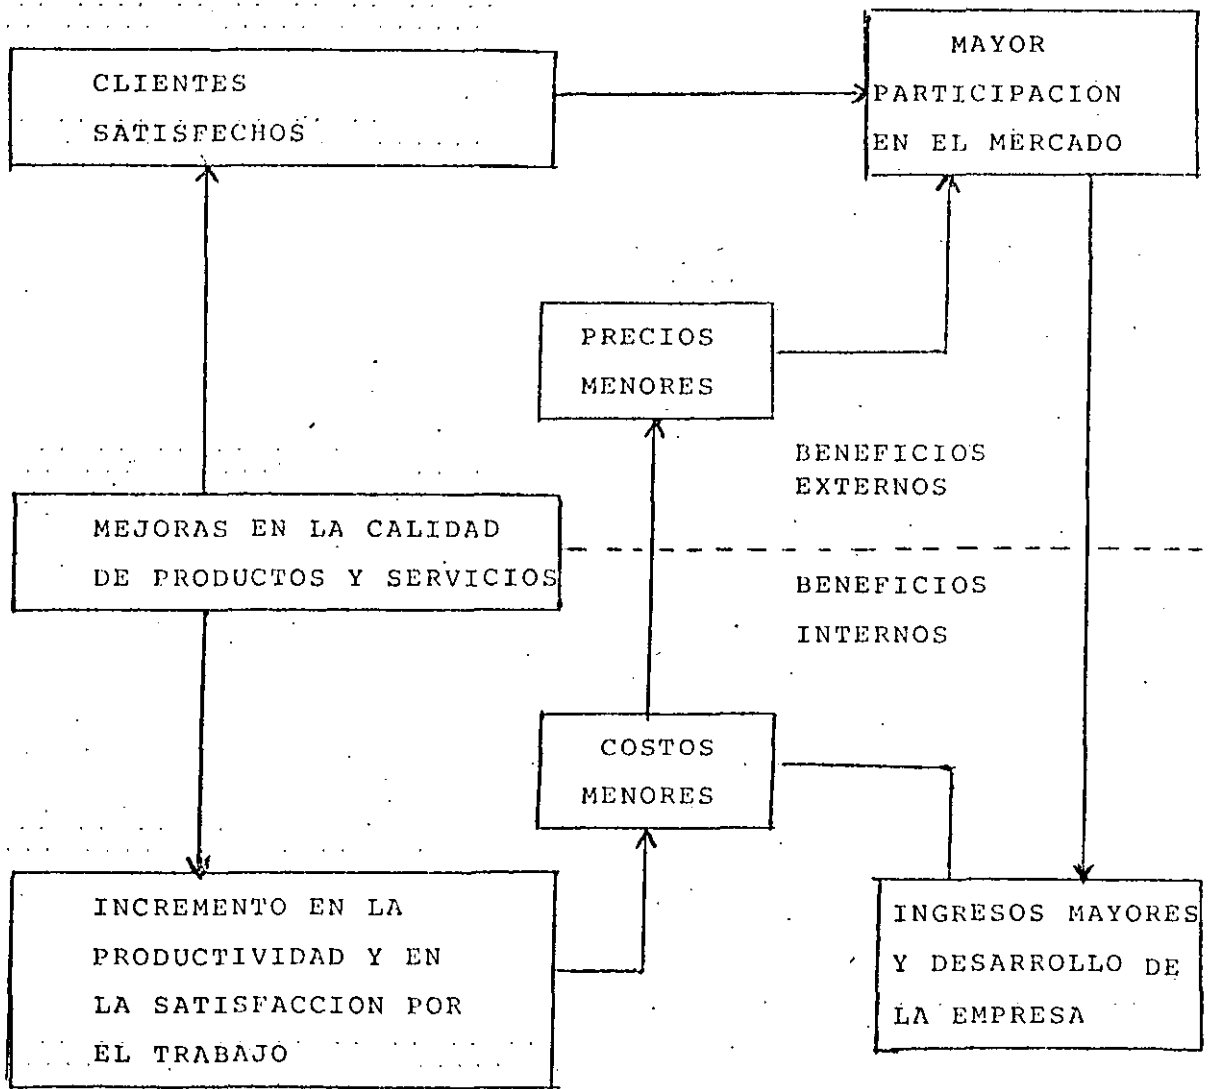 CLIENTES
SATISFECHOS
MAYOR
PARTICIPACION
EN EL MERCADO
PRECIOS
MENORES
BENEFICIOS
EXTERNOS
MEJORAS EN LA CALIDAD
DE PRODUCTOS Y SERVICIOS
BENEFICIOS
INTERNOS
COSTOS
MENORES
INCREMENTO EN LA
PRODUCTIVIDAD Y EN
LA SATISFACCION POR
EL TRABAJO
INGRESOS MAYORES
Y DESARROLLO DE
LA EMPRESA